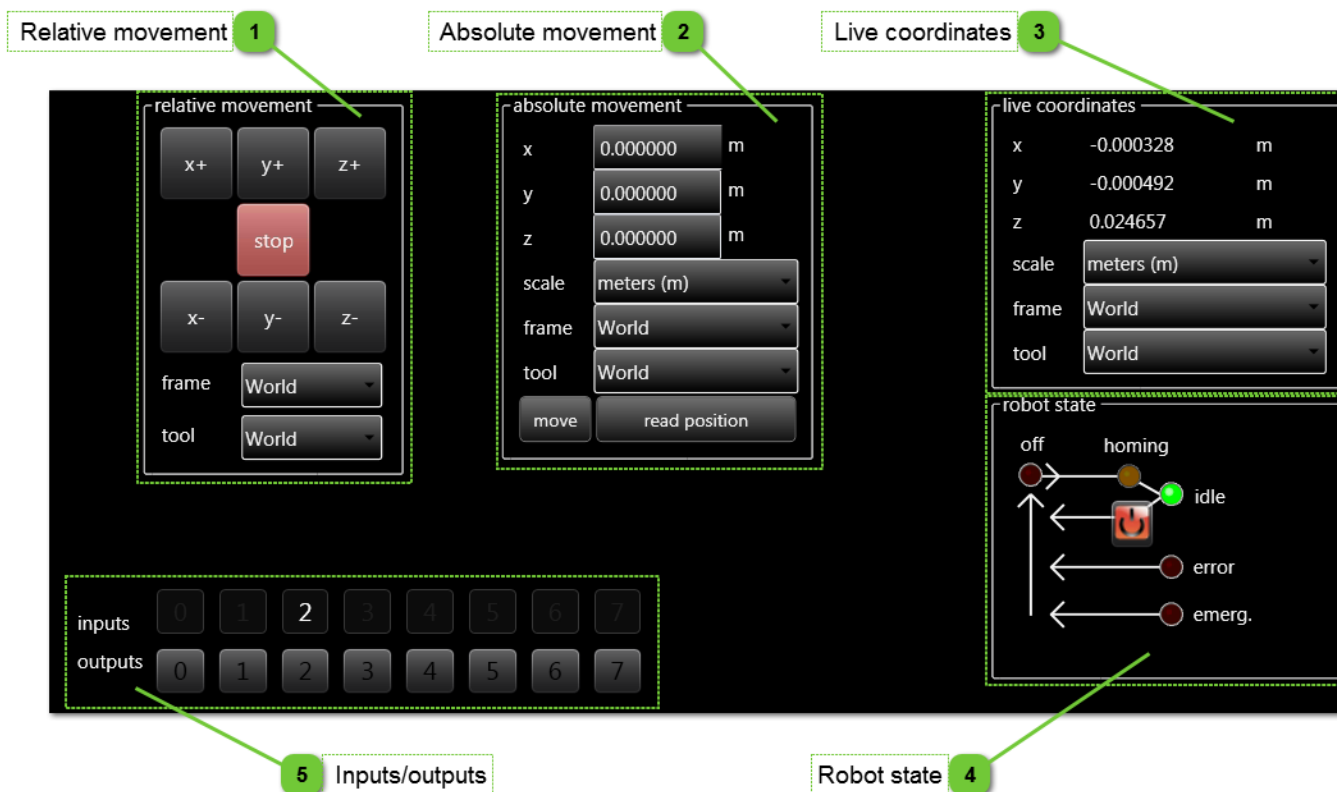 Relative movement 1
Absolute movement 2
Live coordinates 3
relative movement
x+ y+ z+
stop
x- y- z-
frame World
tool World
absolute movement
x 0.000000 m
y 0.000000 m
z 0.000000 m
scale meters (m)
frame World
tool World
move read position
live coordinates
x -0.000328 m
y -0.000492 m
z 0.024657 m
scale meters (m)
frame World
tool World
robot state
off homing
idle
error
emerg.
inputs 0 1 2 3 4 5 6 7
outputs 0 1 2 3 4 5 6 7
5 Inputs/outputs
Robot state 4